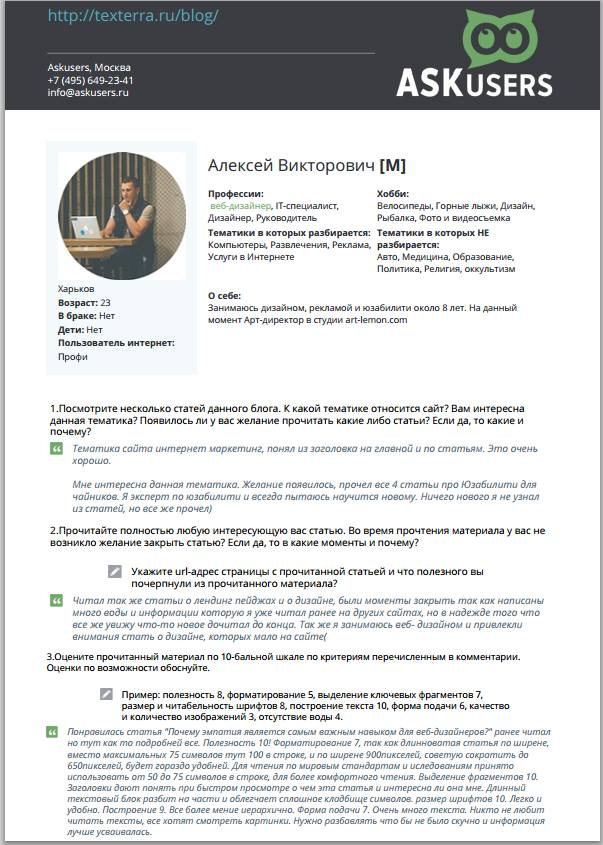 http://texterra.ru/blog/
Askusers, Москва
+7 (495) 649-23-41
info@askusers.ru
ASKUSERS
Алексей Викторович [М]
Профессии:
веб-дизайнер, IT-специалист,
Дизайнер, Руководитель
Тематики в которых разбирается:
Компьютеры, Развлечения, Реклама,
Услуги в Интернете
Хобби:
Велосипеды, Горные лыжи, Дизайн,
Рыбалка, Фото и видеосъемка
Тематики в которых НЕ
разбирается:
Авто, Медицина, Образование,
Политика, Религия, оккультизм
Харьков
Возраст: 23
В браке: Нет
Дети: Нет
Пользователь интернет:
Профи
О себе:
Занимаюсь дизайном, рекламой и юзабилити около 8 лет. На данный
момент Арт-директор в студии art-lemon.com
1.Посмотрите несколько статей данного блога. К какой тематике относится сайт? Вам интересна
данная тематика? Появилось ли у вас желание прочитать какие либо статьи? Если да, то какие и
почему?
Тематика сайта интернет маркетинг, понял из заголовка на главной и по статьям. Это очень
хорошо.
Мне интересна данная тематика. Желание появилось, прочел все 4 статьи про Юзабилити для
чайников. Я эксперт по юзабилити и всегда пытаюсь научится новому. Ничего нового я не узнал
из статей, но все же прочел)
2.Прочитайте полностью любую интересующую вас статью. Во время прочтения материала у вас не
возникло желание закрыть статью? Если да, то в какие моменты и почему?
Укажите url-адрес страницы с прочитанной статьей и что полезного вы
почерпнули из прочитанного материала?
Читал так же статьи о лендинг пейджах и о дизайне, были моменты закрыть так как написаны
много воды и информации которую я уже читал ранее на других сайтах, но в надежде того что
все же увижу что-то новое дочитал до конца. Так же я занимаюсь веб- дизайном и привлекли
внимания стать о дизайне, которых мало на сайте(
3.Оцените прочитанный материал по 10-бальной шкале по критериям перечисленным в комментарии.
Оценки по возможности обоснуйте.
Пример: полезность 8, форматирование 5, выделение ключевых фрагментов 7,
размер и читабельность шрифтов 8, построение текста 10, форма подачи 6, качество
и количество изображений 3, отсутствие воды 4.
Понравилась статья "Почему эмпатия является самым важным навыком для веб-дизайнеров?" ранее читал
но тут как то подробней все. Полезность 10! Форматирование 7, так как длинноватая статья по ширене,
вместо максимальных 75 символов тут 100 в строке, и по ширене 900пикселей, советую сократить до
650пикселей, будет гораздо удобней. Для чтения по мировым стандартам и исследованиям принято
использовать от 50 до 75 символов в строке, для более комфортного чтения. Выделение фрагментов 10.
Заголовки дают понять при быстром просмотре о чем эта статья и интересна ли она мне. Длинный
текстовый блок разбит на части и облегчает сплошное кладбище символов. размер шрифтов 10. Легко и
удобно. Построение 9. Все более менее иерархично. Форма подачи 7. Очень много текста. Никто не любит
читать тексты, все хотят смотреть картинки. Нужно разбавлять что бы не было скучно и информация
лучше усваивалась.